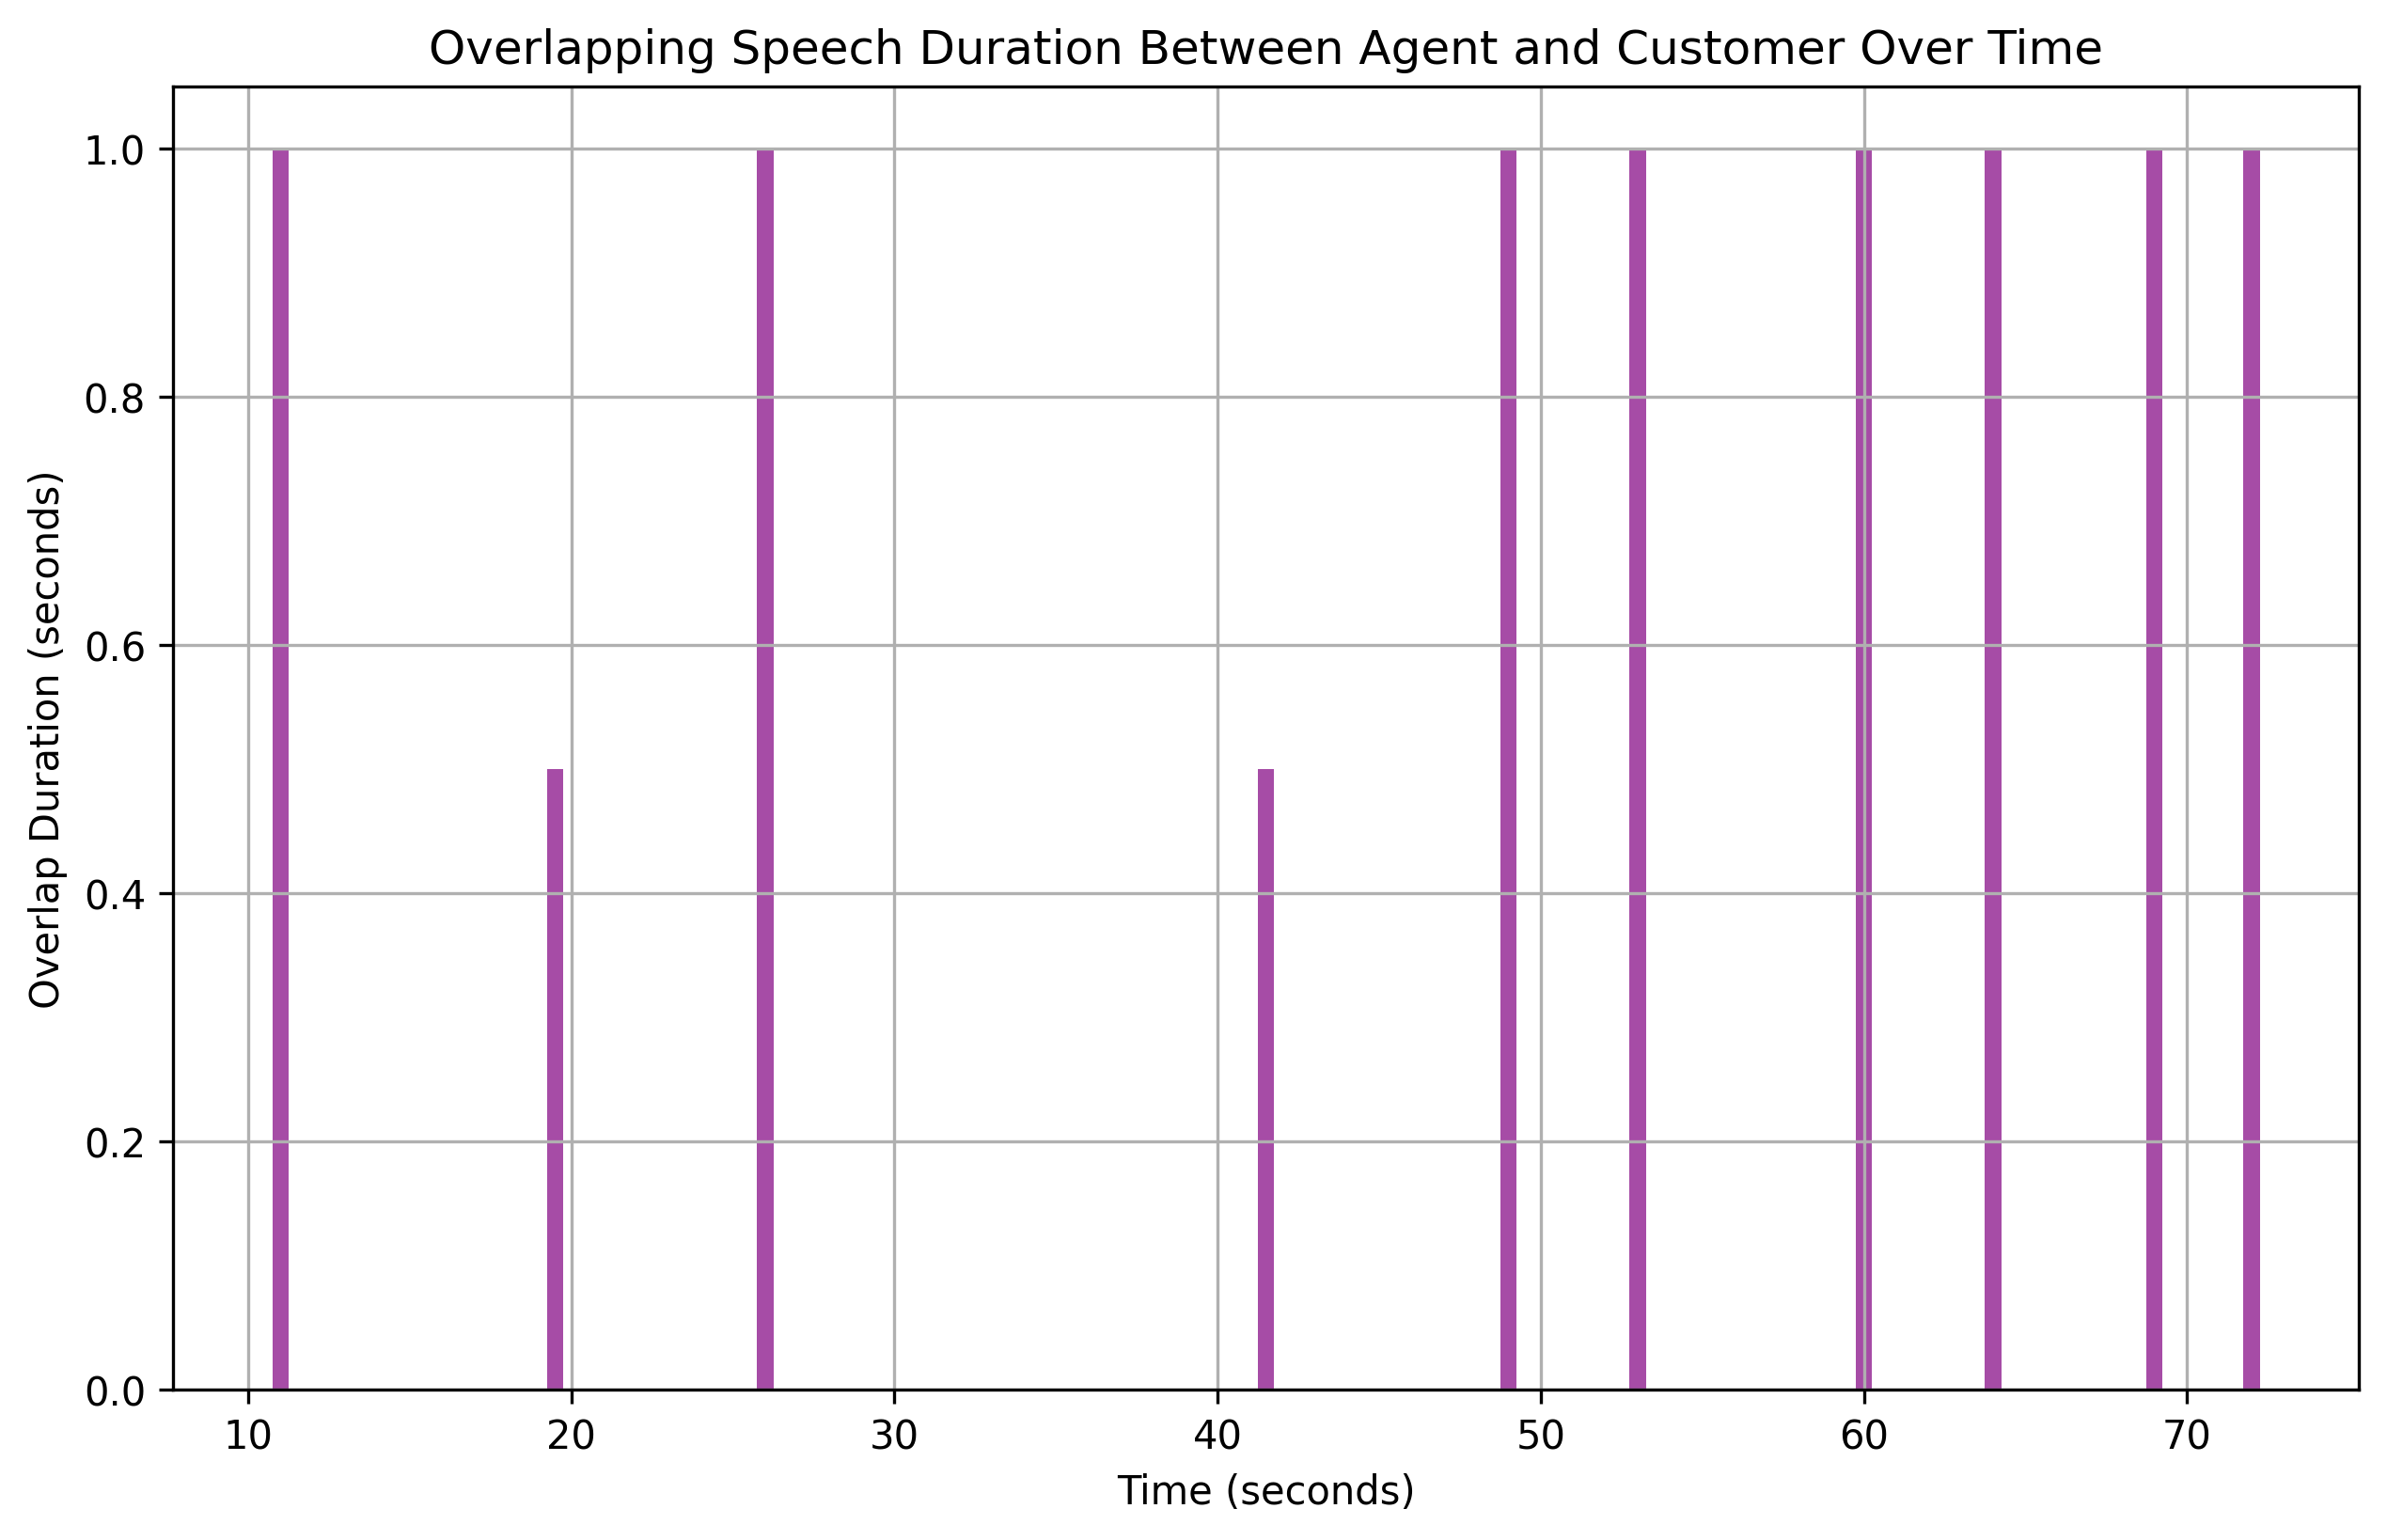 Overlapping Speech Duration Between Agent and Customer Over Time
Overlap Duration (seconds)
1.0
0.8
0.6
0.4
0.2
0.0
10 20 30 40 50 60 70
Time (seconds)